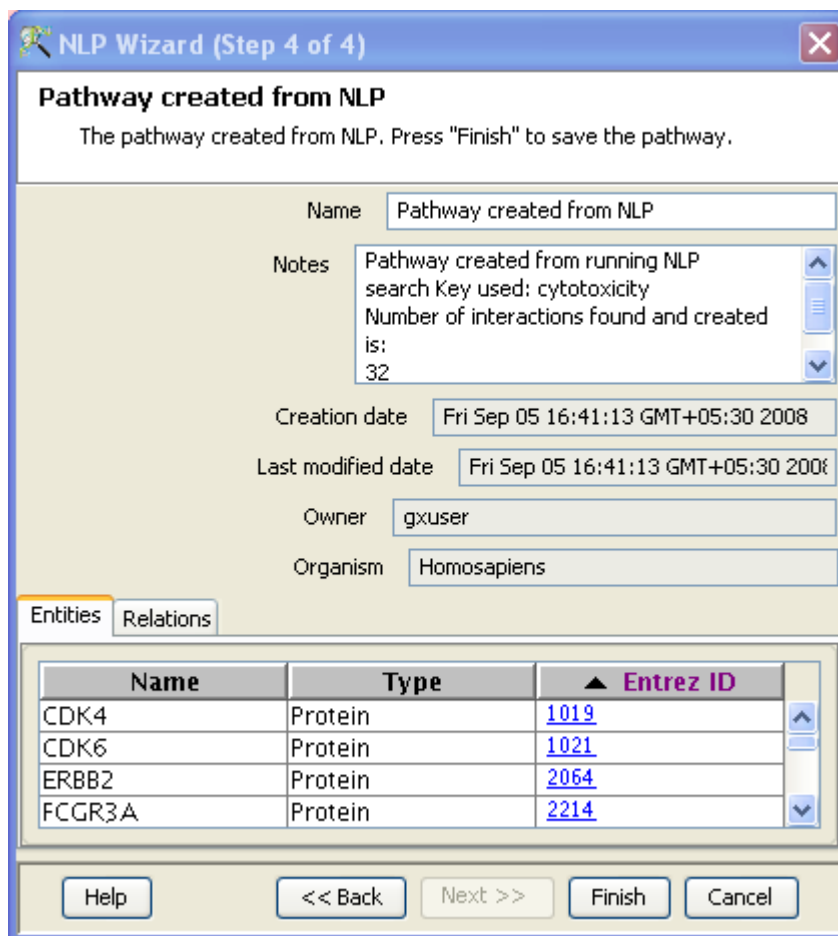 NLP Wizard (Step 4 of 4)
Pathway created from NLP
The pathway created from NLP. Press "Finish" to save the pathway.
Name Pathway created from NLP
Notes Pathway created from running NLP
search Key used: cytotoxicity
Number of interactions found and created
is:
32
Creation date Fri Sep 05 16:41:13 GMT+05:30 2008
Last modified date Fri Sep 05 16:41:13 GMT+05:30 200
Owner gxuser
Organism Homosapiens
Entities Relations
Name Type ▲ Entrez ID
CDK4 Protein 1019
CDK6 Protein 1021
ERBB2 Protein 2064
FCGR3A Protein 2214
Help << Back Next >> Finish Cancel